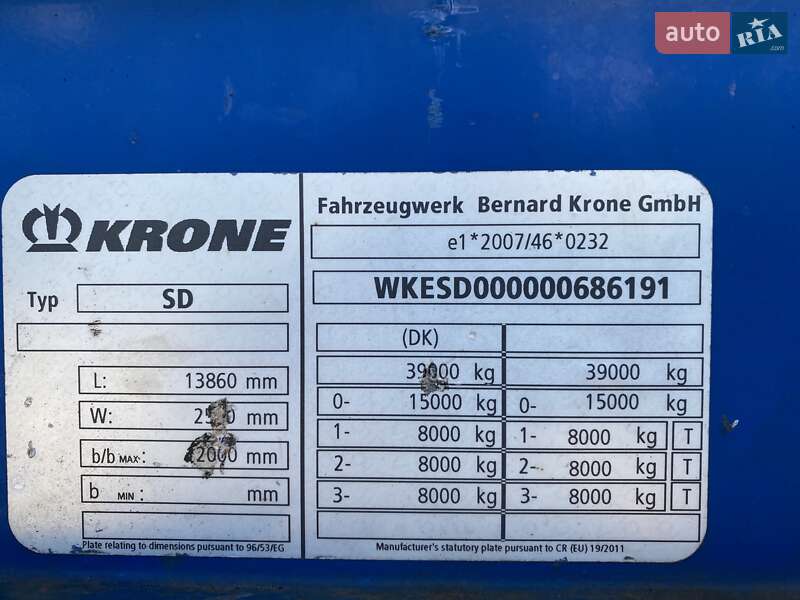 auto RIA .com
KRONE
Typ SD
L: 13860 mm
W: mm
b/b MAX.: 2000 mm
b MIN : mm
Plate relating to dimensions pursuant to 96/53/EG
Fahrzeugwerk Bernard Krone GmbH
e1*2007/46*0232
WKESD000000686191
(DK)
39000 kg 39000 kg
0- 15000 kg 0- 15000 kg
1- 8000 kg 1- 8000 kg T
2- 8000 kg 2- 8000 kg T
3- 8000 kg 3- 8000 kg T
Manufacturer's statutory plate pursuant to CR (EU) 19/2011